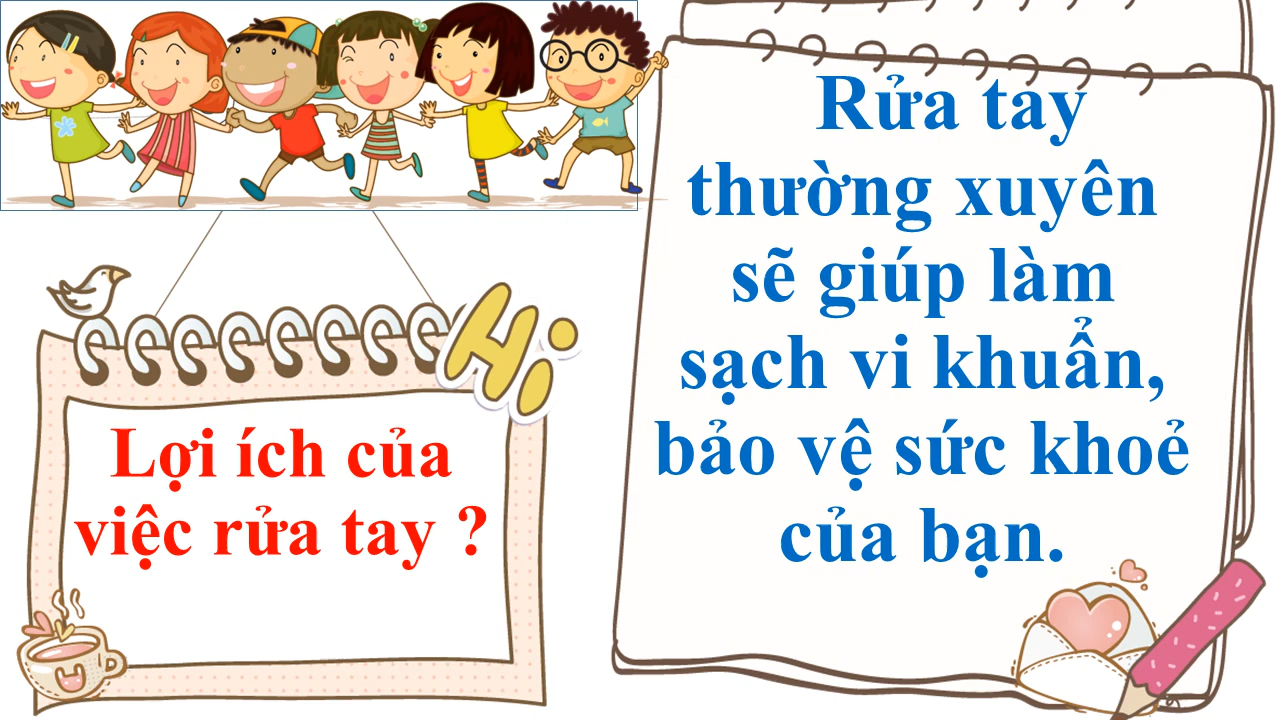 Hi
Lợi ích của
việc rửa tay ?
Rửa tay
thường xuyên
sẽ giúp làm
sạch vi khuẩn,
bảo vệ sức khoẻ
của bạn.